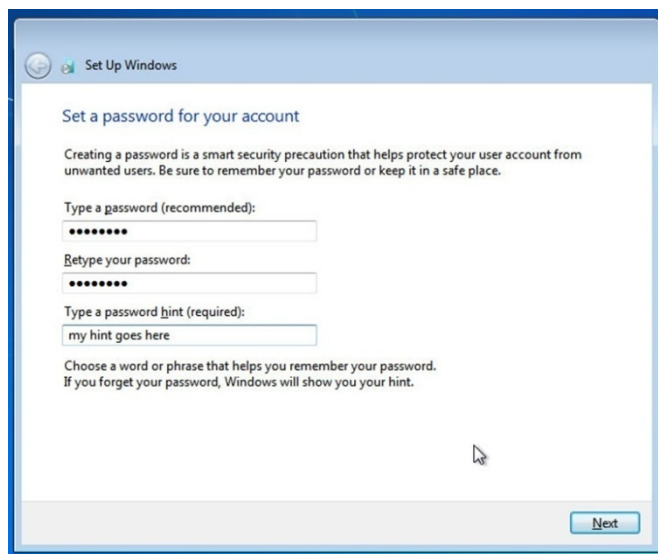 Set Up Windows
Set a password for your account
Creating a password is a smart security precaution that helps protect your user account from
unwanted users. Be sure to remember your password or keep it in a safe place.
Type a password (recommended):
●●●●●●●●
Retype your password:
●●●●●●●●
Type a password hint (required):
my hint goes here
Choose a word or phrase that helps you remember your password.
If you forget your password, Windows will show you your hint.
Next